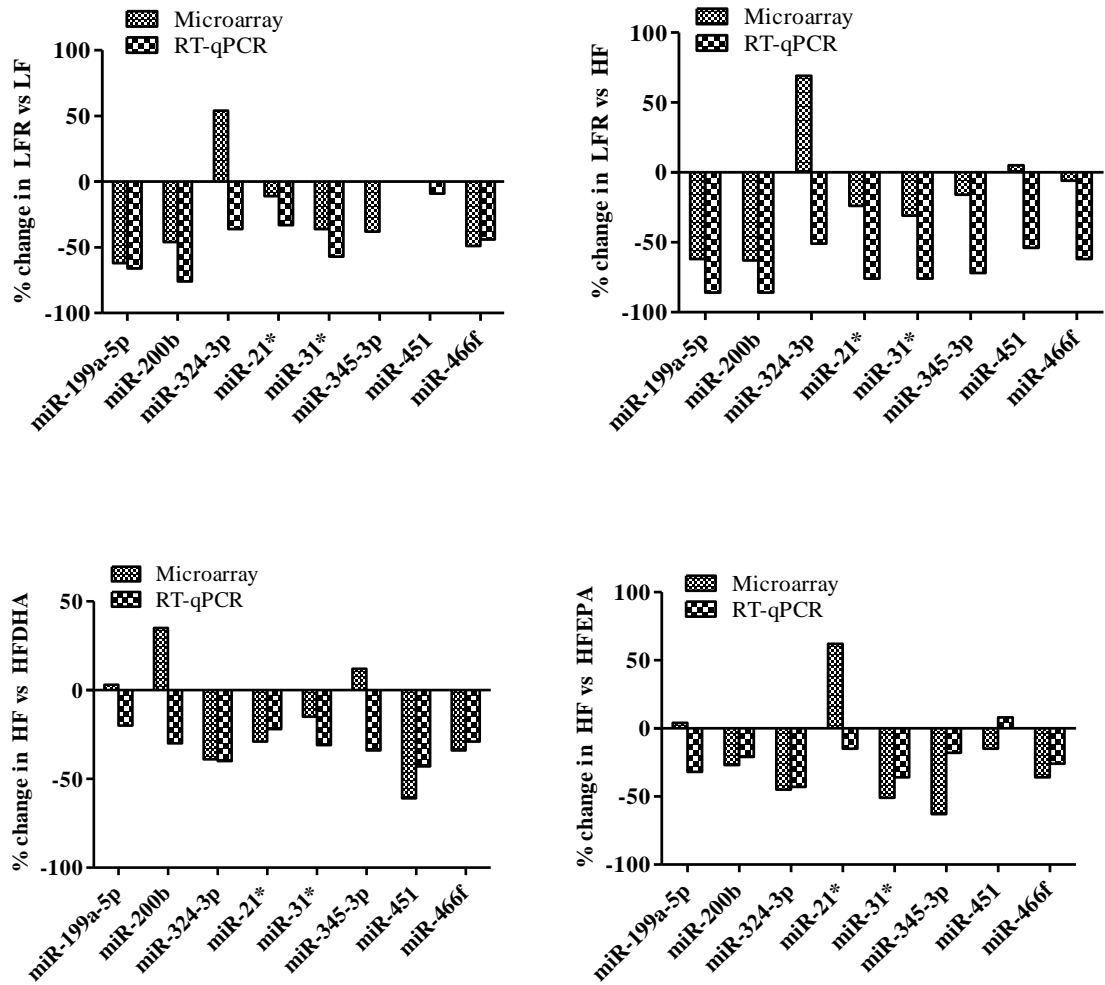 Microarray
RT-qPCR
% change in LFR vs LF
100
50
0
-50
-100
miR-199a-5p
miR-200b
miR-324-3p
miR-21*
miR-31*
miR-345-3p
miR-451
miR-466f
Microarray
RT-qPCR
% change in LFR vs HF
100
50
0
-50
-100
miR-199a-5p
miR-200b
miR-324-3p
miR-21*
miR-31*
miR-345-3p
miR-451
miR-466f
Microarray
RT-qPCR
% change in HF vs HFDHA
50
0
-50
-100
miR-199a-5p
miR-200b
miR-324-3p
miR-21*
miR-31*
miR-345-3p
miR-451
miR-466f
Microarray
RT-qPCR
% change in HF vs HFEPA
100
50
0
-50
-100
miR-199a-5p
miR-200b
miR-324-3p
miR-21*
miR-31*
miR-345-3p
miR-451
miR-466f